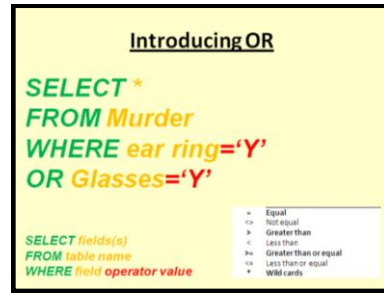 Introducing OR
SELECT *
FROM Murder
WHERE ear ring=‘Y’
OR Glasses=‘Y’
SELECT fields(s)
FROM table name
WHERE field operator value
= Equal
<> Not equal
> Greater than
< Less than
>= Greater than or equal
<= Less than or equal
* Wild cards